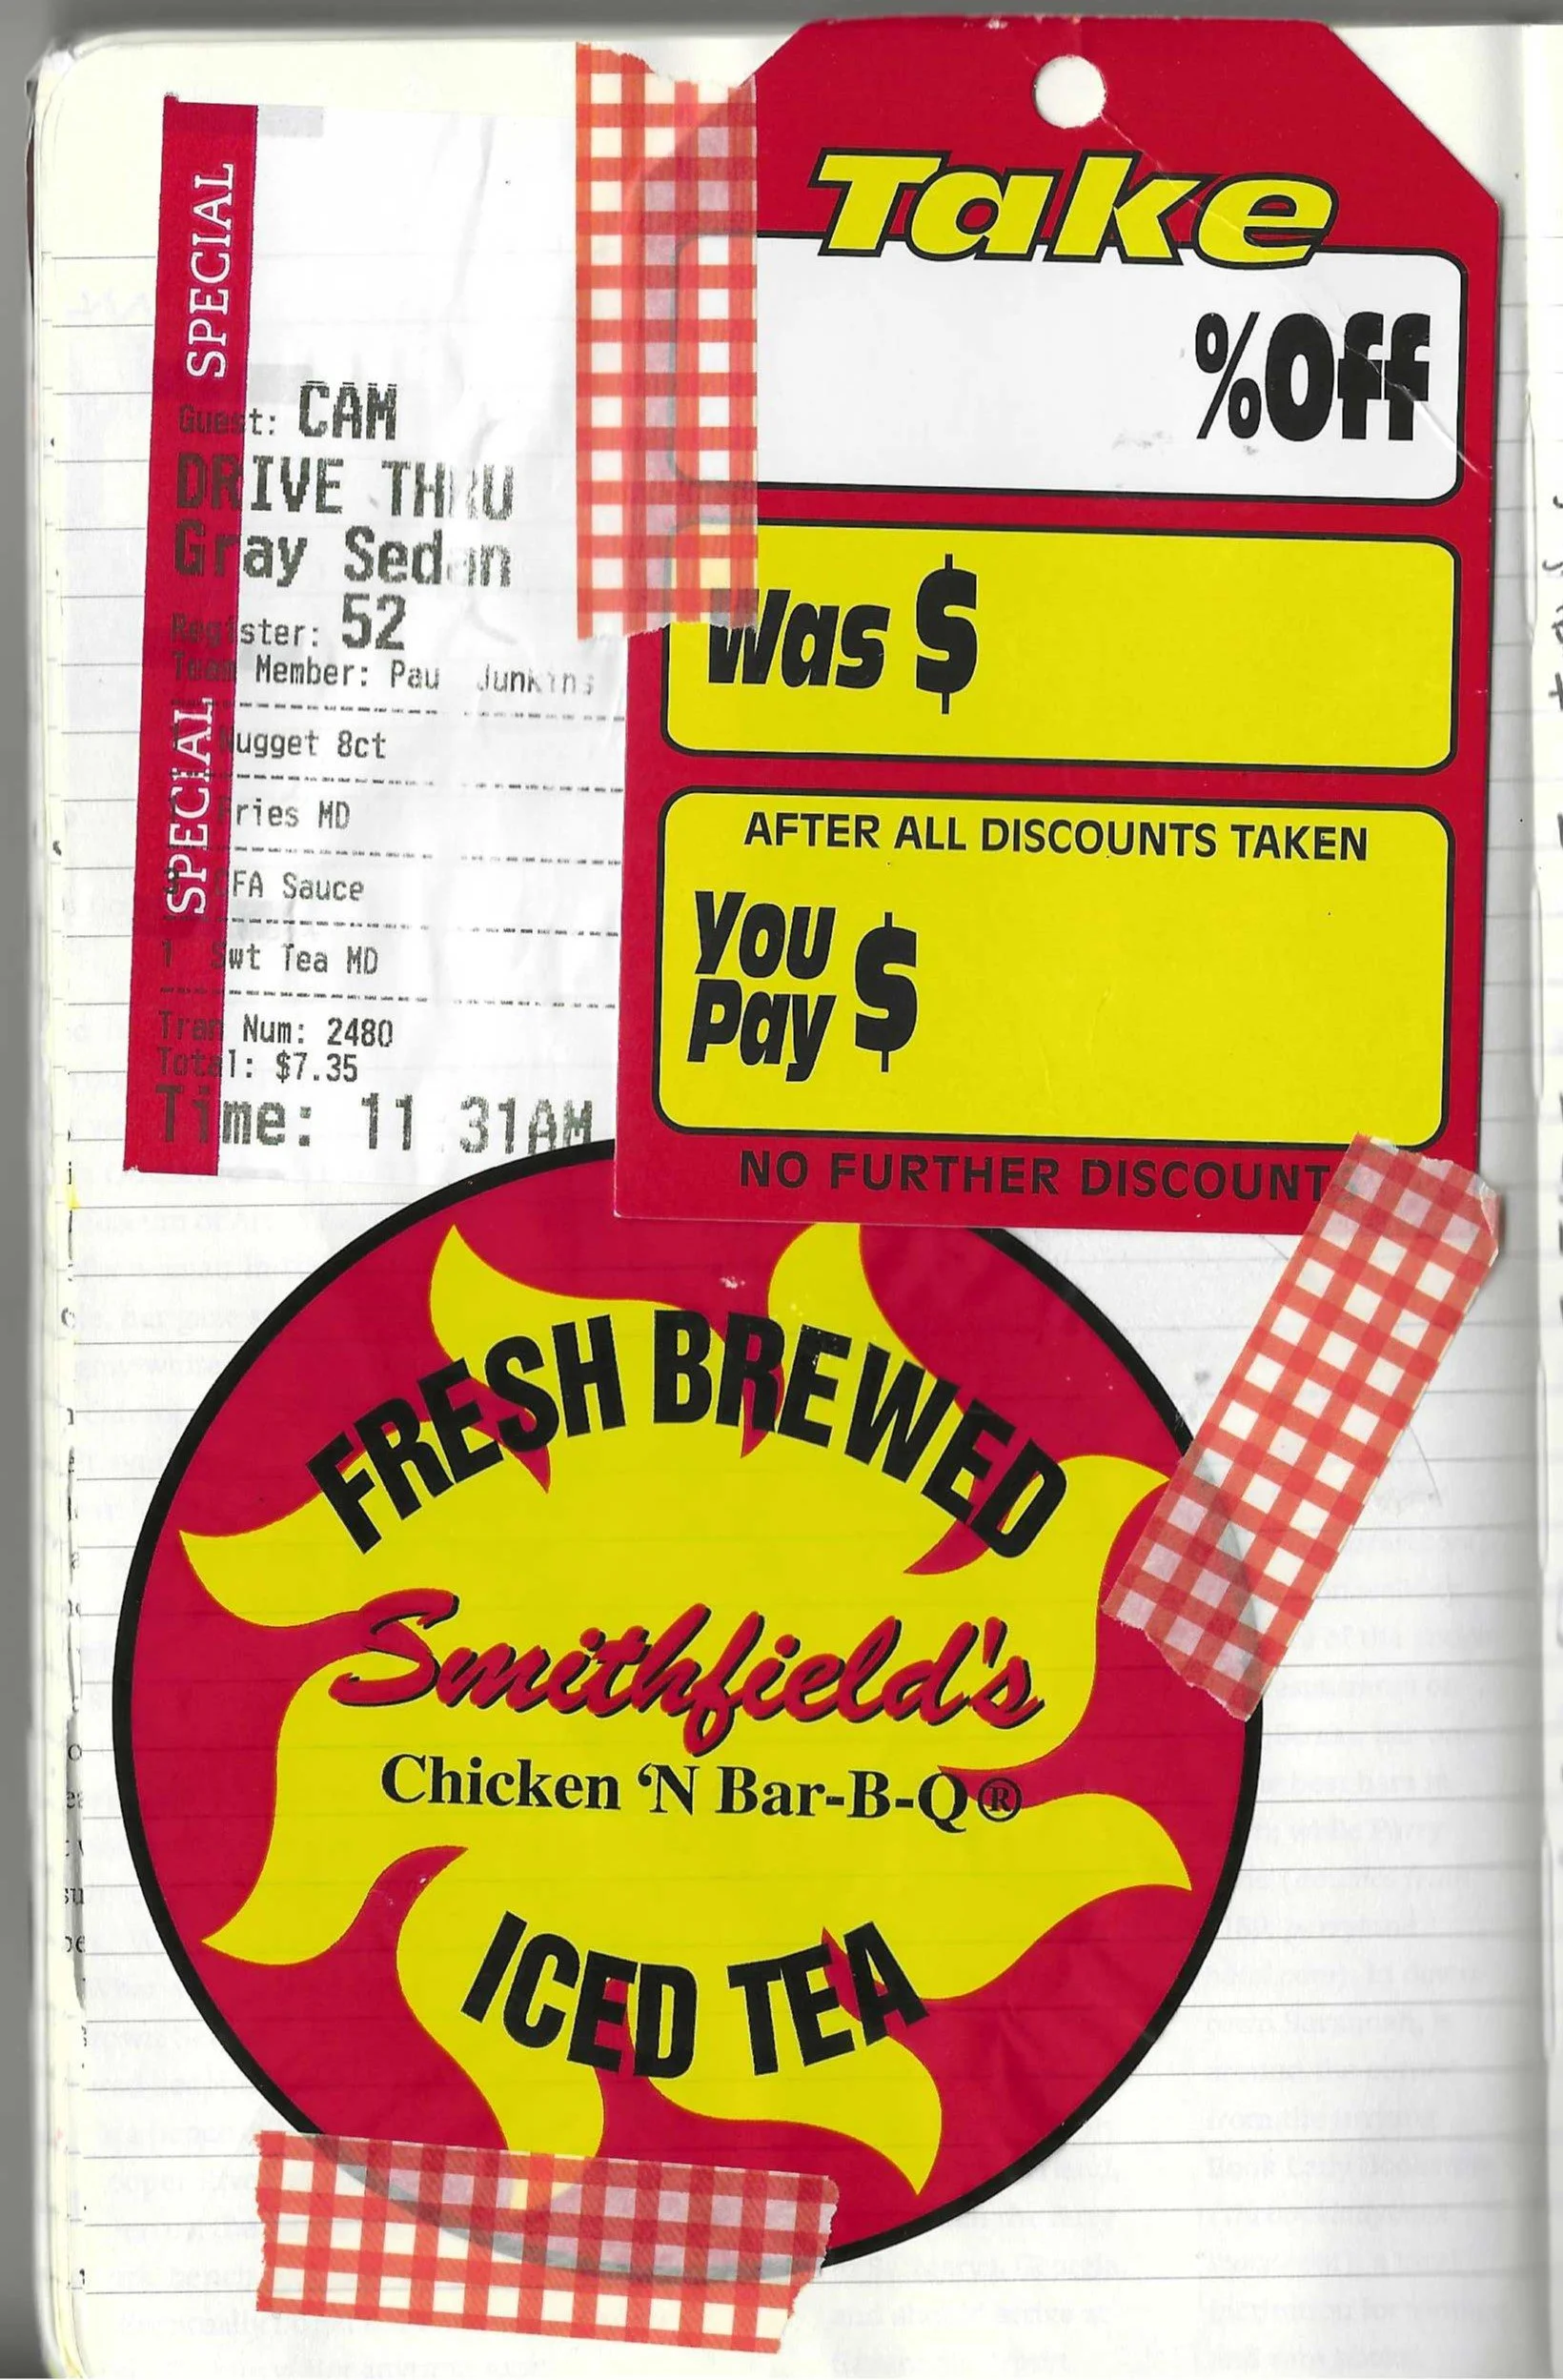 SPECIAL
SPECIAL
Guest: CAM
DRIVE THRU
Gray Sedan
Register: 52
Team Member: Pau Junkins
Nugget 8ct
Fries MD
CFA Sauce
1 Swt Tea MD
Tran Num: 2480
Total: $7.35
Time: 11 31AM
Take
%Off
Was $
AFTER ALL DISCOUNTS TAKEN
You
Pay $
NO FURTHER DISCOUNTS
FRESH BREWED
Smithfield's
Chicken 'N Bar-B-Q®
ICED TEA